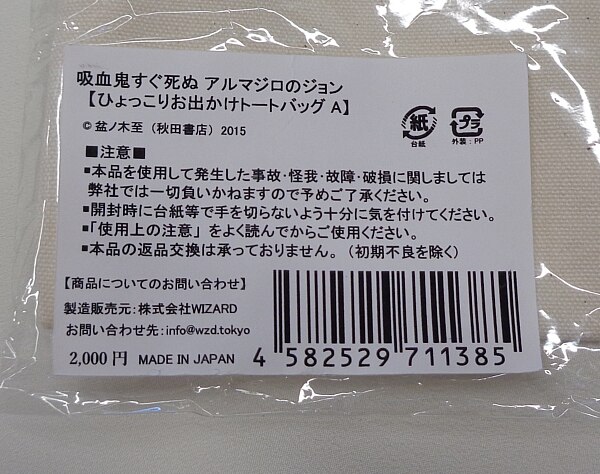 吸血鬼すぐ死ぬ アルマジロのジョン
【ひょっこりお出かけトートバッグ A】
© 盆ノ木至（秋田書店）2015
紙
台紙
プラ
外装：PP
■注意■
▪本品を使用して発生した事故・怪我・故障・破損に関しましては
弊社では一切負いかねますので予めご了承ください。
▪開封時に台紙等で手を切らないよう十分に気を付けてください。
▪「使用上の注意」をよく読んでからご使用ください。
▪本品の返品交換は承っておりません。（初期不良を除く）
【商品についてのお問い合わせ】
製造販売元：株式会社WIZARD
お問い合わせ先：info@wzd.tokyo
2,000円 MADE IN JAPAN
4 582529 711385